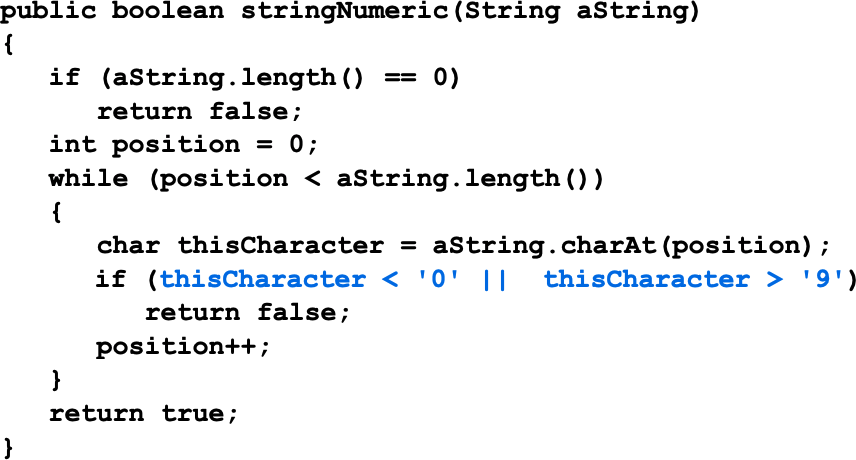 public boolean stringNumeric(String aString)
{
   if (aString.length() == 0)
      return false;
   int position = 0;
   while (position < aString.length())
   {
      char thisCharacter = aString.charAt(position);
      if (thisCharacter < '0' ||  thisCharacter > '9')
         return false;
      position++;
   }
   return true;
}